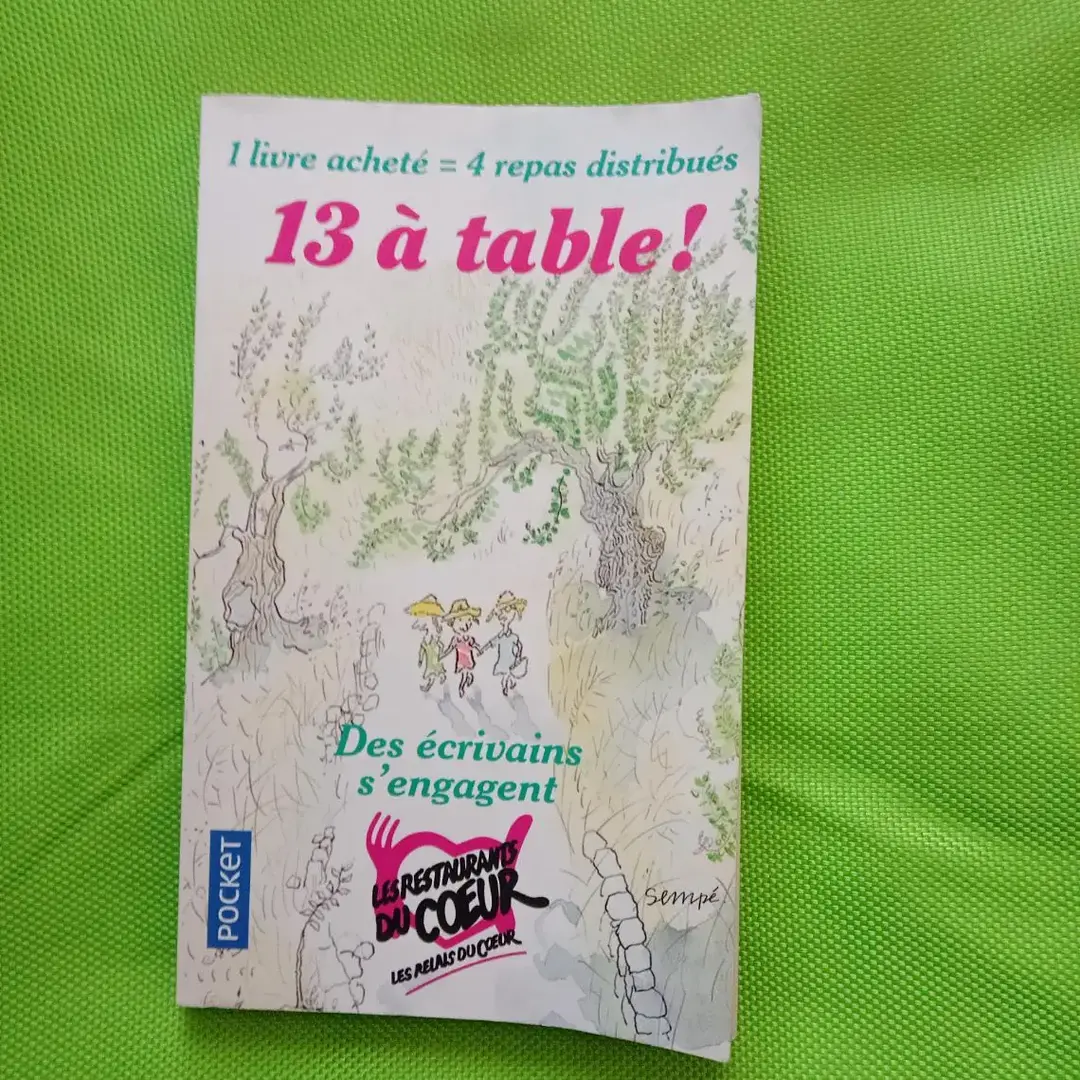 1 livre acheté = 4 repas distribués
13 à table !
Des écrivains
s'engagent
LES RESTAURANTS
DU COEUR
LES RELAIS DU COEUR
Sempé
POCKET